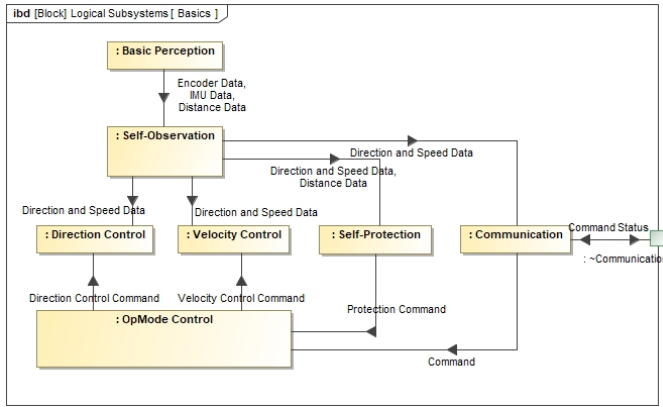 ibd [Block] Logical Subsystems [ Basics ]
: Basic Perception
Encoder Data,
IMU Data,
Distance Data
: Self-Observation
Direction and Speed Data
Direction and Speed Data,
Distance Data
Direction and Speed Data
Direction and Speed Data
: Direction Control
: Velocity Control
: Self-Protection
: Communication
Command Status
: ~Communicatio
Direction Control Command
Velocity Control Command
Protection Command
: OpMode Control
Command